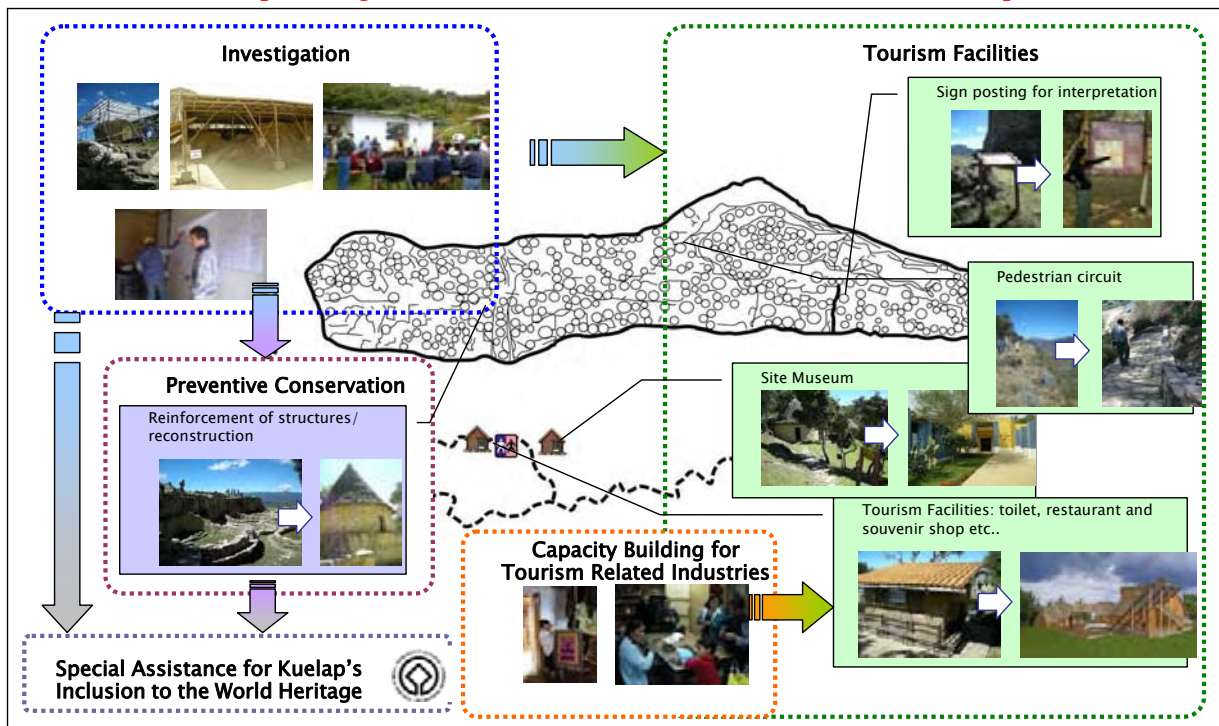 Investigation
Tourism Facilities
Sign posting for interpretation
Pedestrian circuit
Site Museum
Preventive Conservation
Reinforcement of structures/
reconstruction
Tourism Facilities: toilet, restaurant and
souvenir shop etc..
Capacity Building for
Tourism Related Industries
Special Assistance for Kuelap's
Inclusion to the World Heritage